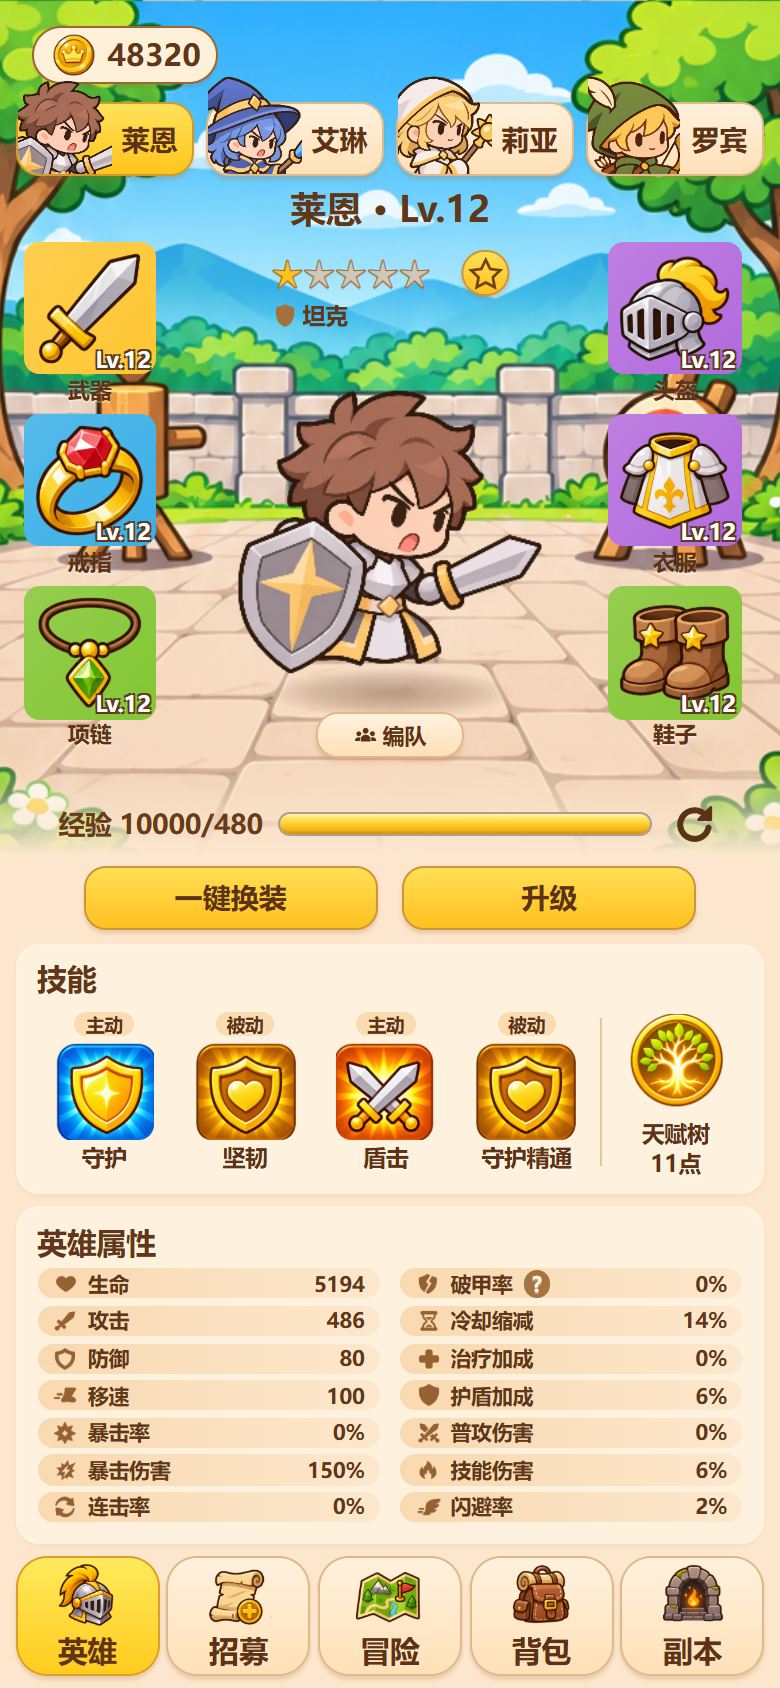 48320
莱恩
艾琳
莉亚
罗宾
莱恩·Lv.12
坦克
Lv.12
武器
Lv.12
头盔
Lv.12
戒指
Lv.12
衣服
Lv.12
项链
Lv.12
鞋子
编队
经验 10000/480
一键换装
升级
技能
主动
被动
主动
被动
守护
坚韧
盾击
守护精通
天赋树
11点
英雄属性
生命 5194
破甲率 ? 0%
攻击 486
冷却缩减 14%
防御 80
治疗加成 0%
移速 100
护盾加成 6%
暴击率 0%
普攻伤害 0%
暴击伤害 150%
技能伤害 6%
连击率 0%
闪避率 2%
英雄
招募
冒险
背包
副本